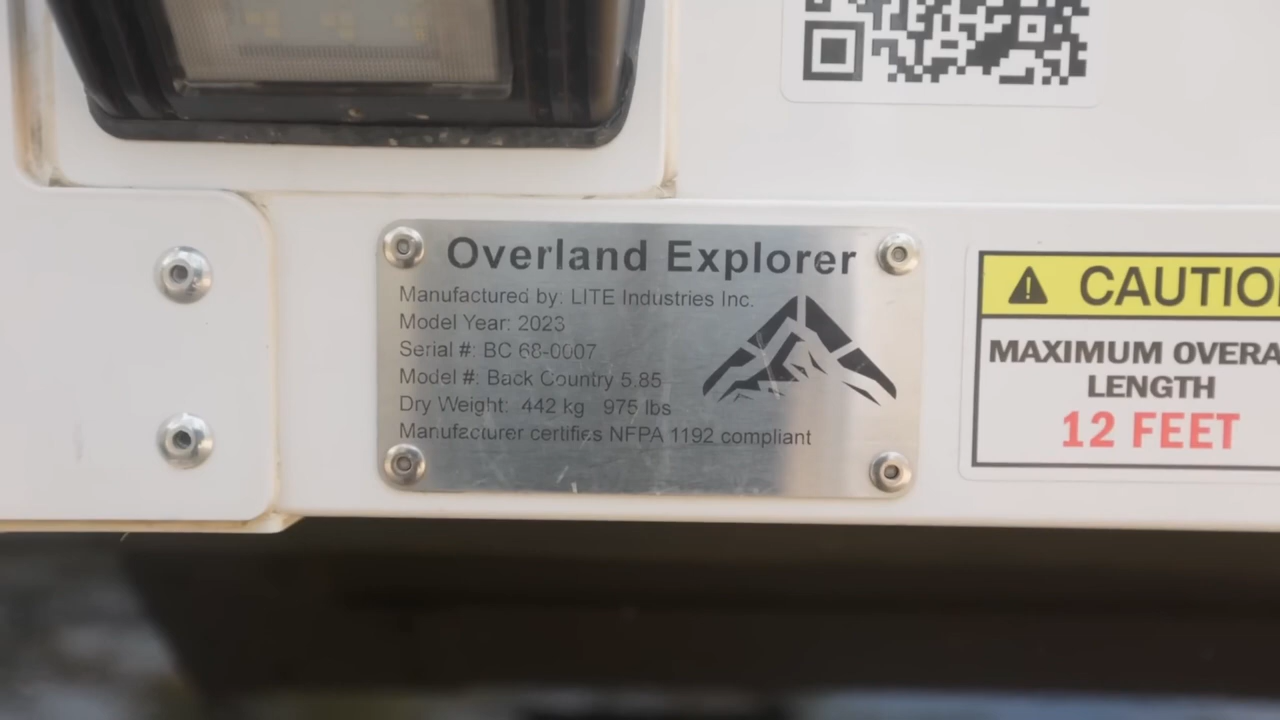 Overland Explorer
Manufactured by: LITE Industries Inc.
Model Year: 2023
Serial #: BC 68-0007
Model #: Back Country 5.85
Dry Weight: 442 kg 975 lbs
Manufacturer certifies NFPA 1192 compliant
CAUTIO
MAXIMUM OVERA
LENGTH
12 FEET